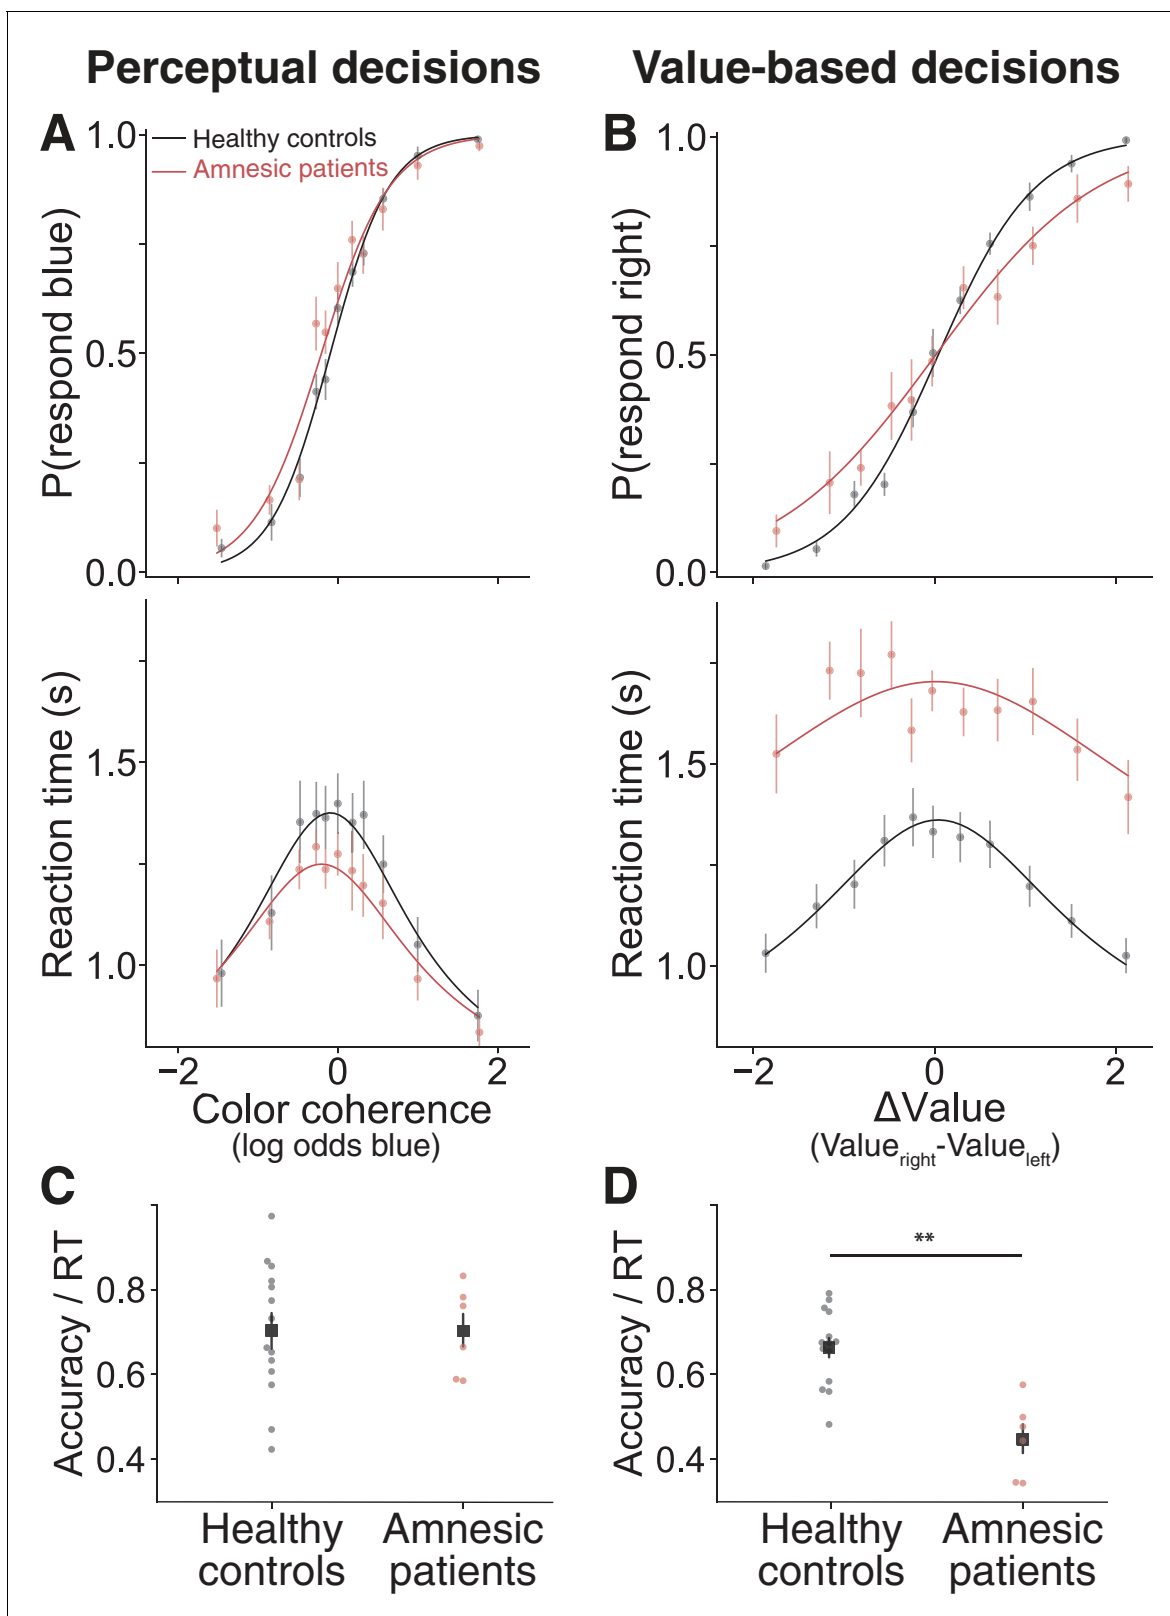 Perceptual decisions
Value-based decisions
A
1.0
Healthy controls
Amnesic patients
P(respond blue)
0.5
0.0
B
1.0
P(respond right)
0.5
0.0
Reaction time (s)
1.5
1.0
−2
0
2
Color coherence
(log odds blue)
Reaction time (s)
1.5
1.0
−2
0
2
ΔValue
(Valueright-Valueleft)
C
Accuracy / RT
0.8
0.6
0.4
Healthy
controls
Amnesic
patients
D
Accuracy / RT
**
0.8
0.6
0.4
Healthy
controls
Amnesic
patients